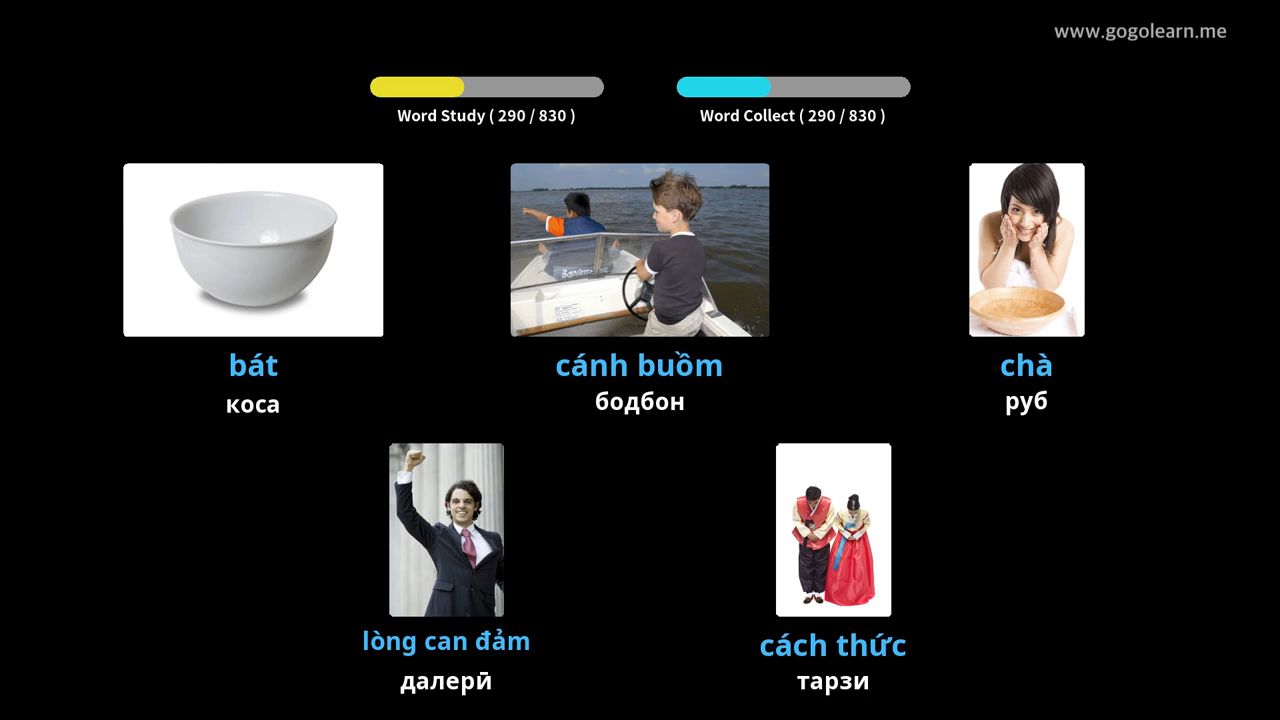 www.gogolearn.me
Word Study ( 290 / 830 )
Word Collect ( 290 / 830 )
bát
коса
cánh buồm
бодбон
chà
руб
lòng can đảm
далерӣ
cách thức
тарзи